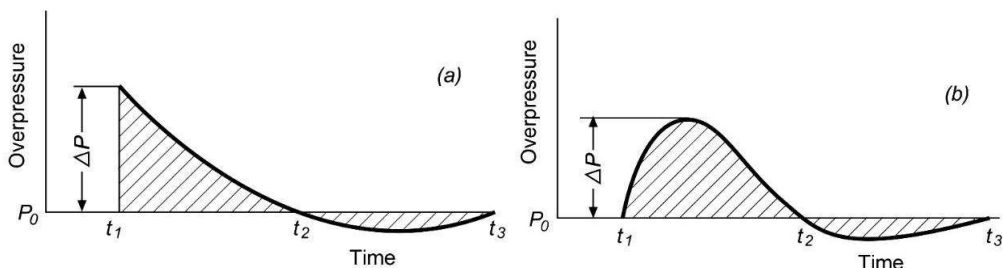 Overpressure
ΔP
(a)
P0
t1
t2
t3
Time
Overpressure
ΔP
(b)
P0
t1
t2
t3
Time